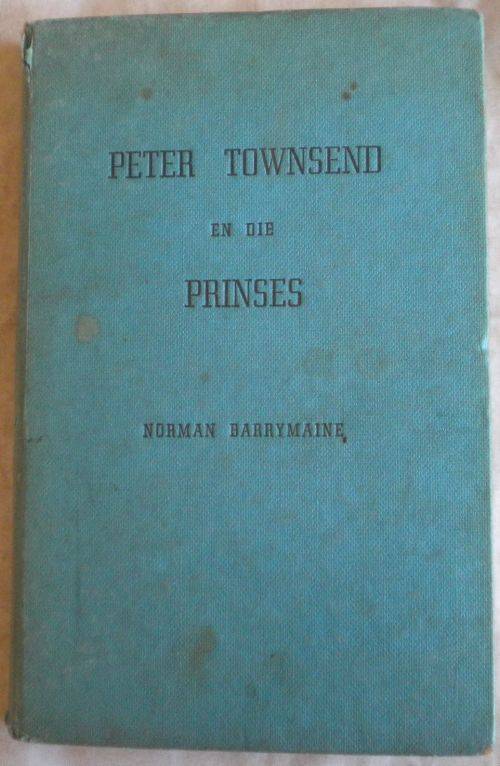 PETER TOWNSEND
EN DIE
PRINSES
NORMAN BARRYMAINE